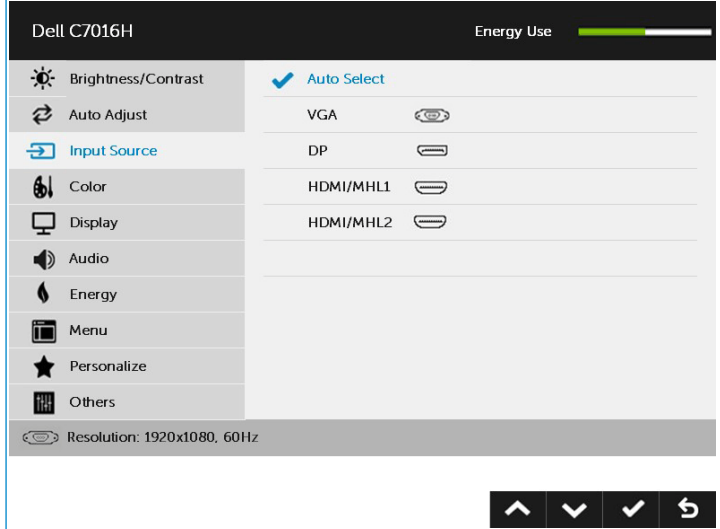 Dell C7016H
Energy Use
Brightness/Contrast
Auto Adjust
Input Source
Color
Display
Audio
Energy
Menu
Personalize
Others
Auto Select
VGA
DP
HDMI/MHL1
HDMI/MHL2
Resolution: 1920x1080, 60Hz